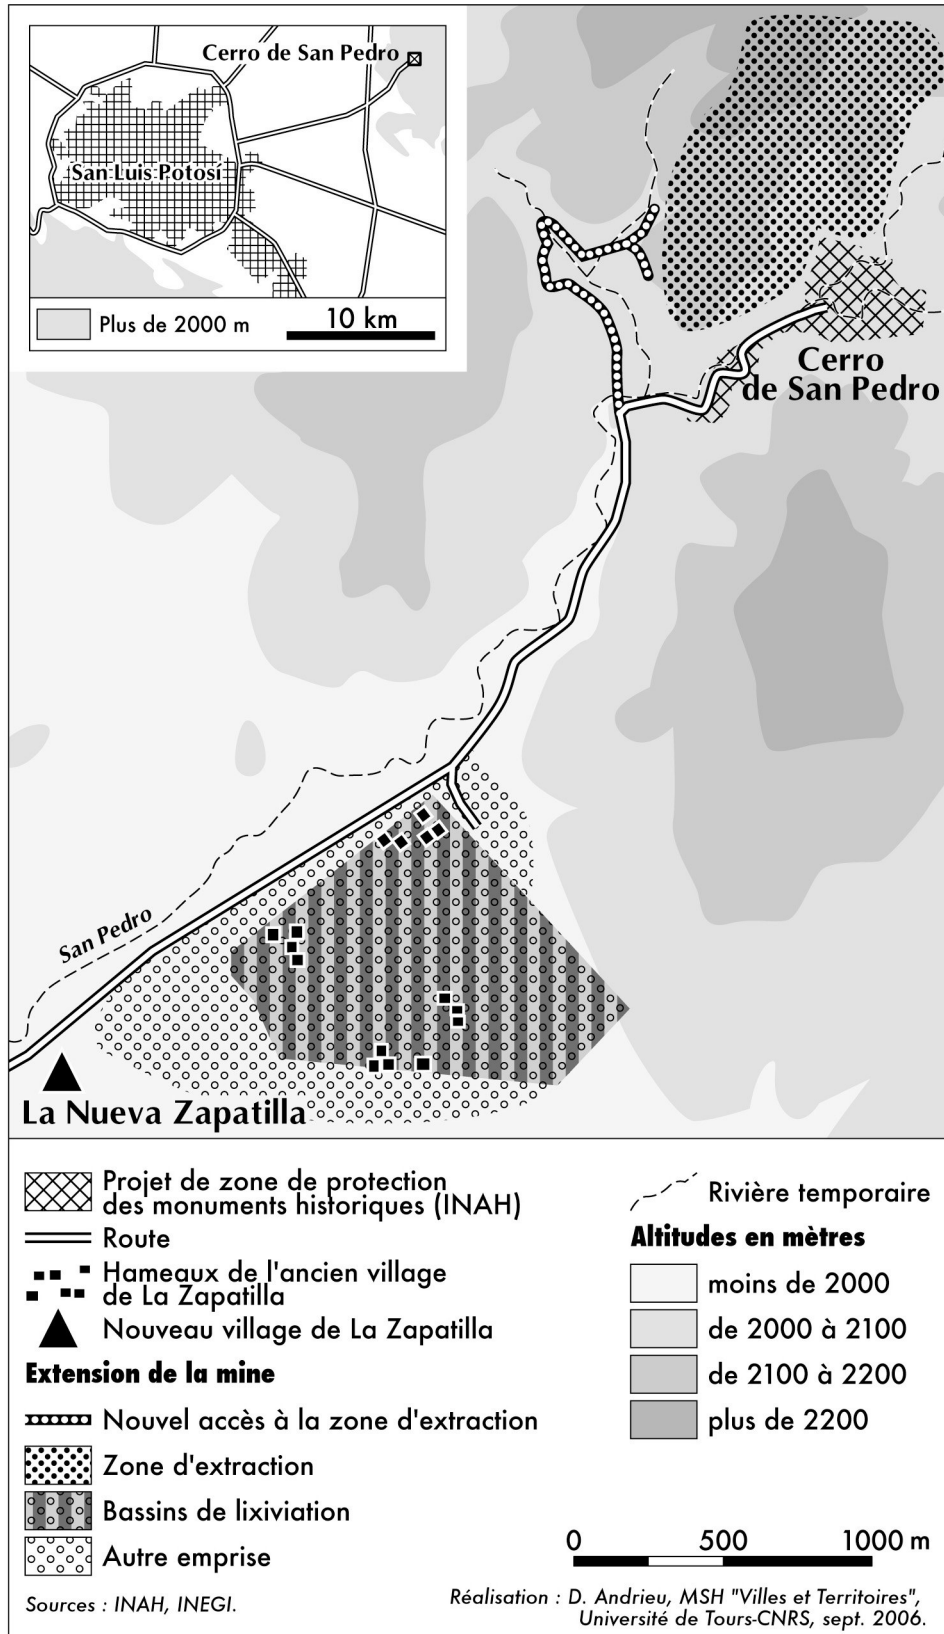 Cerro de San Pedro
San Luis Potosí
Plus de 2000 m
10 km
Cerro
de San Pedro
San Pedro
La Nueva Zapatilla
Projet de zone de protection
des monuments historiques (INAH)
Route
Hameaux de l'ancien village
de La Zapatilla
Nouveau village de La Zapatilla
Extension de la mine
Nouvel accès à la zone d'extraction
Zone d'extraction
Bassins de lixiviation
Autre emprise
Sources : INAH, INEGI.
Rivière temporaire
Altitudes en mètres
moins de 2000
de 2000 à 2100
de 2100 à 2200
plus de 2200
0 500 1000 m
Réalisation : D. Andrieu, MSH "Villes et Territoires",
Université de Tours-CNRS, sept. 2006.